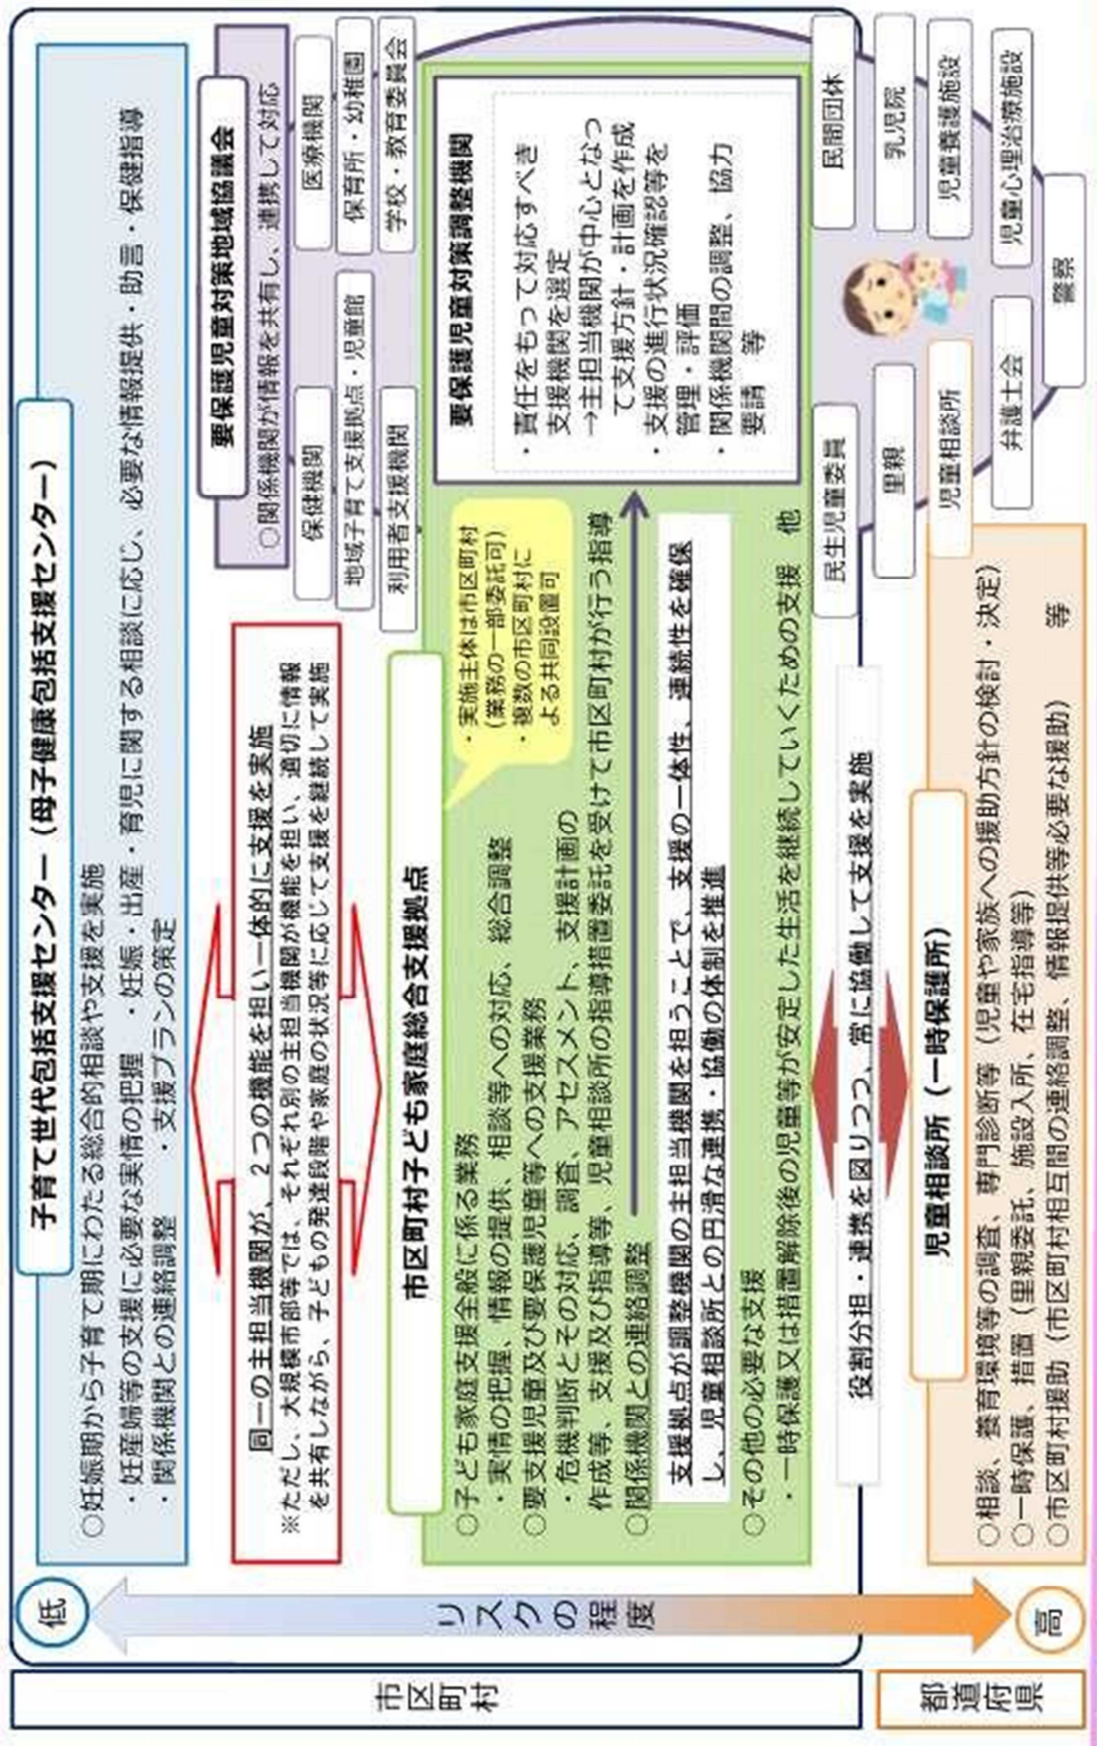 市区町村
都道府県
低
リスクの程度
高
子育て世代包括支援センター（母子健康包括支援センター）
○妊娠期から子育て期にわたる総合的相談や支援を実施
・妊産婦等の支援に必要な実情の把握　・妊娠・出産・育児に関する相談に応じ、必要な情報提供・助言・保健指導
・関係機関との連絡調整　　・支援プランの策定
同一の主担当機関が、２つの機能を担い一体的に支援を実施
※ただし、大規模市部等では、それぞれ別の主担当機関が機能を担い、適切に情報
を共有しながら、子どもの発達段階や家庭の状況等に応じて支援を継続して実施
市区町村子ども家庭総合支援拠点
○子ども家庭支援全般に係る業務
・実情の把握、情報の提供、相談等への対応、総合調整
○要支援児童及び要保護児童等への支援業務
・危機判断とその対応、調査、アセスメント、支援計画の
作成等、支援及び指導等、児童相談所の指導措置委託を受けて市区町村が行う指導
○関係機関との連絡調整
支援拠点が調整機関の主担当機関を担うことで、支援の一体性、連続性を確保
し、児童相談所との円滑な連携・協働の体制を推進
○その他の必要な支援
・一時保護又は措置解除後の児童等が安定した生活を継続していくための支援　他
・実施主体は市区町村
（業務の一部委託可）
・複数の市区町村に
よる共同設置可
要保護児童対策地域協議会
○関係機関が情報を共有し、連携して対応
保健機関
医療機関
地域子育て支援拠点・児童館
保育所・幼稚園
利用者支援機関
学校・教育委員会
要保護児童対策調整機関
・責任をもって対応すべき
支援機関を選定
→主担当機関が中心となっ
て支援方針・計画を作成
・支援の進行状況確認等を
管理・評価
・関係機関間の調整、協力
要請　等
民生児童委員
民間団体
里親
乳児院
児童相談所
児童養護施設
弁護士会
児童心理治療施設
警察
役割分担・連携を図りつつ、常に協働して支援を実施
児童相談所（一時保護所）
○相談、養育環境等の調査、専門診断等（児童や家族への援助方針の検討・決定）
○一時保護、措置（里親委託、施設入所、在宅指導等）
○市区町村援助（市区町村相互間の連絡調整、情報提供等必要な援助）　等